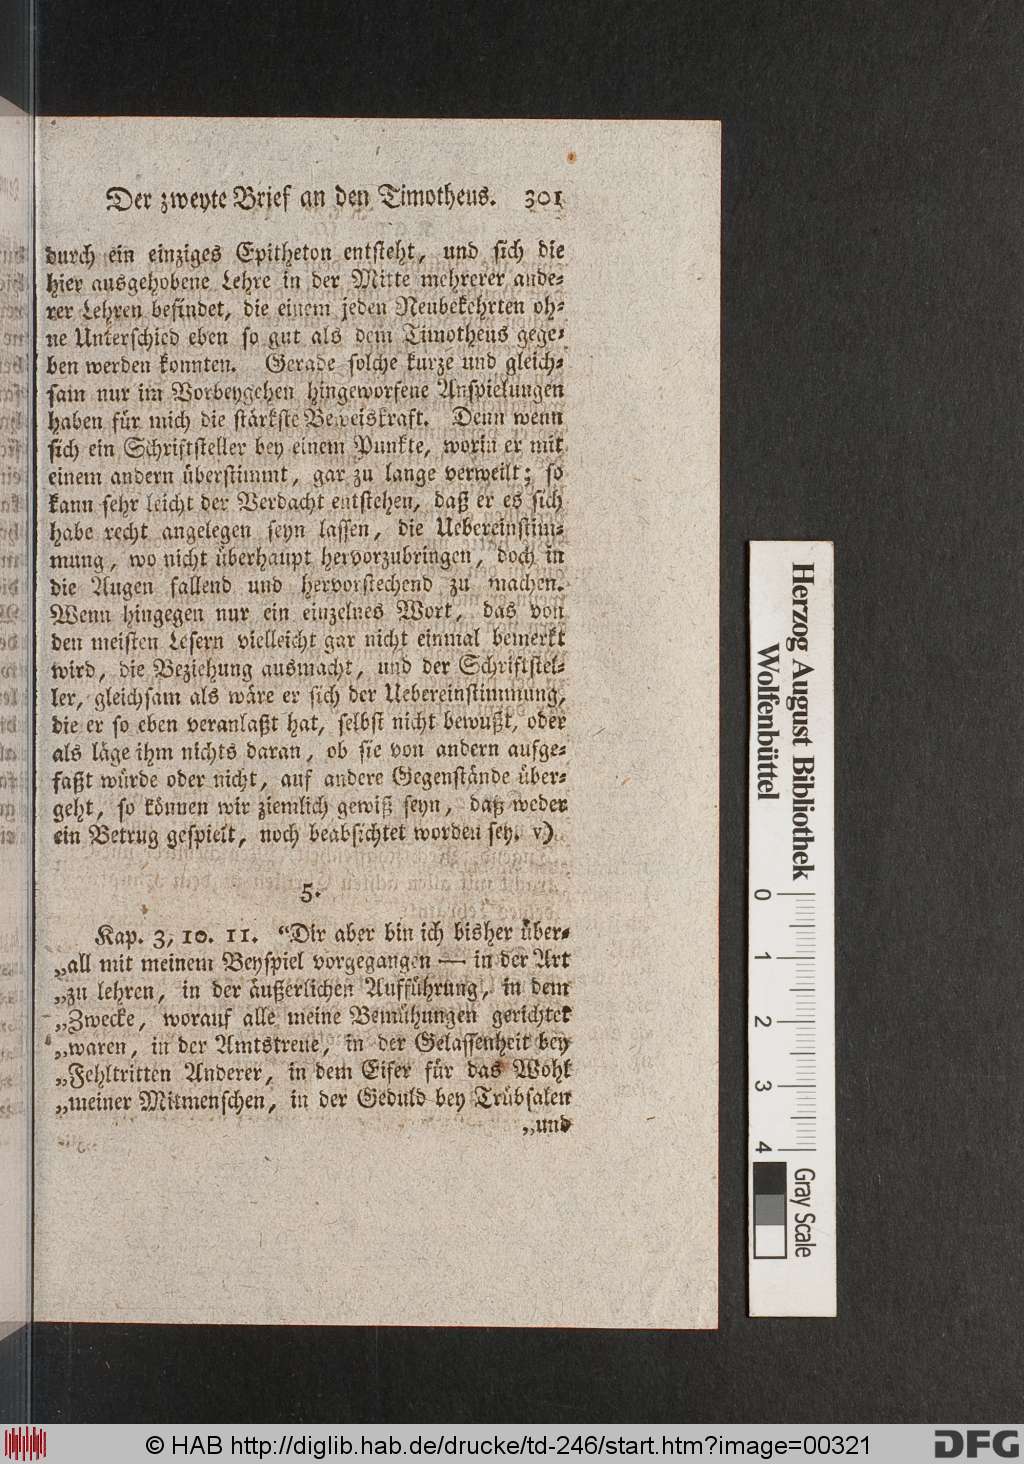 Der zweyte Brief an den Timotheus. 301
durch ein einziges Epitheton entsteht, und sich die
hier ausgehobene Lehre in der Mitte mehrerer ande-
rer Lehren befindet, die einem jeden Neubekehrten oh-
ne Unterschied eben so gut als dem Timotheus gege-
ben werden konnten. Gerade solche kurze und gleich-
sam nur im Vorbeygehen hingeworfene Anspielungen
haben für mich die stärkste Beweiskraft. Denn wenn
sich ein Schriftsteller bey einem Punkte, worin er mit
einem andern überstimmt, gar zu lange verweilt; so
kann sehr leicht der Verdacht entstehen, daß er es sich
habe recht angelegen seyn lassen, die Uebereinstim-
mung, wo nicht überhaupt hervorzubringen, doch in
die Augen fallend und hervorstechend zu machen.
Wenn hingegen nur ein einzelnes Wort, das von
den meisten Lesern vielleicht gar nicht einmal bemerkt
wird, die Beziehung ausmacht, und der Schriftstel-
ler, gleichsam als wäre er sich der Uebereinstimmung,
die er so eben veranlaßt hat, selbst nicht bewußt, oder
als läge ihm nichts daran, ob sie von andern aufge-
faßt würde oder nicht, auf andere Gegenstände über-
geht, so können wir ziemlich gewiß seyn, daß weder
ein Betrug gespielt, noch beabsichtet worden sey. v)
5.
Kap. 3, 10. 11. “Dir aber bin ich bisher über-
„all mit meinem Beyspiel vorgegangen — in der Art
„zu lehren, in der äußerlichen Aufführung, in dem
„Zwecke, worauf alle meine Bemühungen gerichtet
„waren, in der Amtstreue, in der Gelassenheit bey
„Fehltritten Anderer, in dem Eifer für das Wohl
„meiner Mitmenschen, in der Geduld bey Trübsalen
„und
Herzog August Bibliothek
Wolfenbüttel
0 1 2 3 4
Gray Scale
© HAB http://diglib.hab.de/drucke/td-246/start.htm?image=00321
DFG